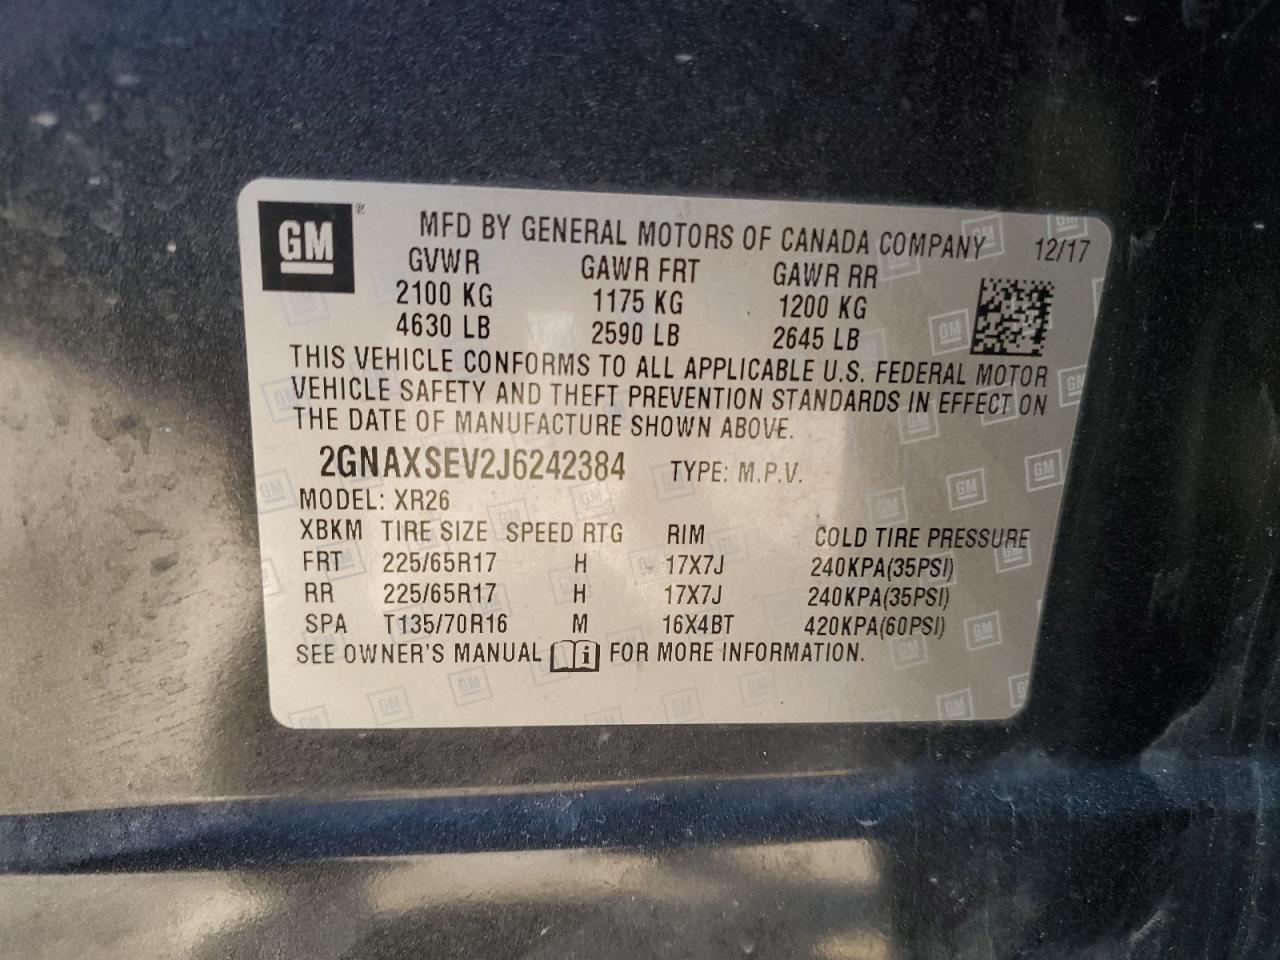 GM
MFD BY GENERAL MOTORS OF CANADA COMPANY 12/17
GVWR GAWR FRT GAWR RR
2100 KG 1175 KG 1200 KG
4630 LB 2590 LB 2645 LB
THIS VEHICLE CONFORMS TO ALL APPLICABLE U.S. FEDERAL MOTOR
VEHICLE SAFETY AND THEFT PREVENTION STANDARDS IN EFFECT ON
THE DATE OF MANUFACTURE SHOWN ABOVE.
2GNAXSEV2J6242384 TYPE: M.P.V.
MODEL: XR26
XBKM TIRE SIZE SPEED RTG RIM COLD TIRE PRESSURE
FRT 225/65R17 H 17X7J 240KPA(35PSI)
RR 225/65R17 H 17X7J 240KPA(35PSI)
SPA T135/70R16 M 16X4BT 420KPA(60PSI)
SEE OWNER'S MANUAL i FOR MORE INFORMATION.